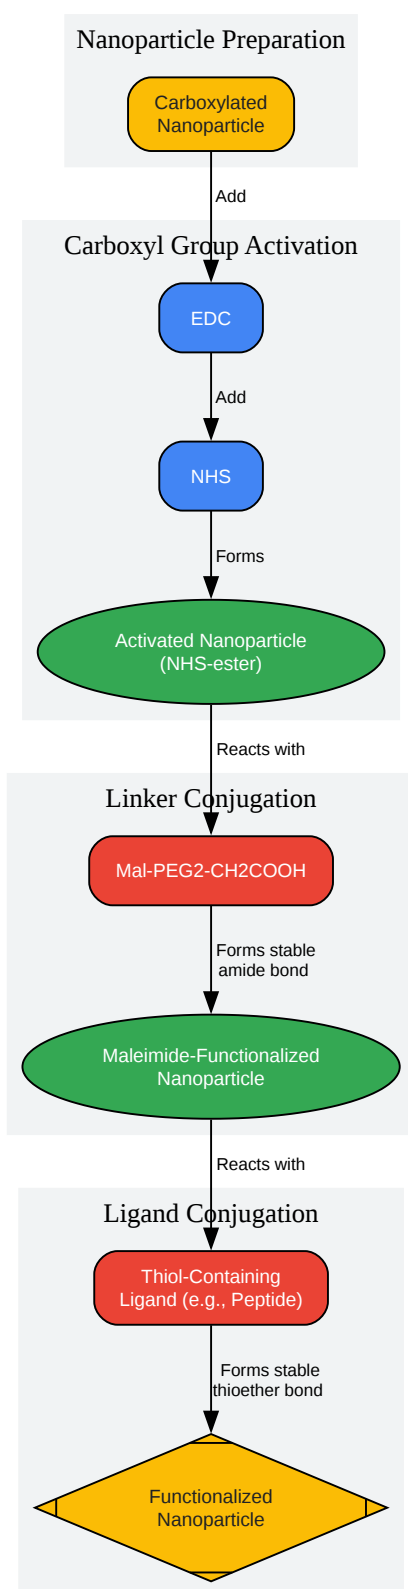 Nanoparticle Preparation
Carboxylated
Nanoparticle
Add
Carboxyl Group Activation
EDC
Add
NHS
Forms
Activated Nanoparticle
(NHS-ester)
Reacts with
Linker Conjugation
Mal-PEG2-CH2COOH
Forms stable
amide bond
Maleimide-Functionalized
Nanoparticle
Reacts with
Ligand Conjugation
Thiol-Containing
Ligand (e.g., Peptide)
Forms stable
thioether bond
Functionalized
Nanoparticle